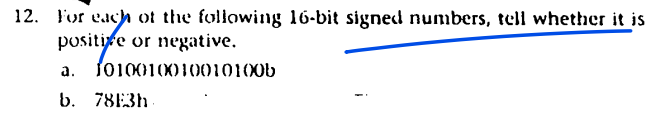 12. For each of the following 16-bit signed numbers, tell whether it is
positive or negative.
a. 1010010010010100b
b. 78E3h